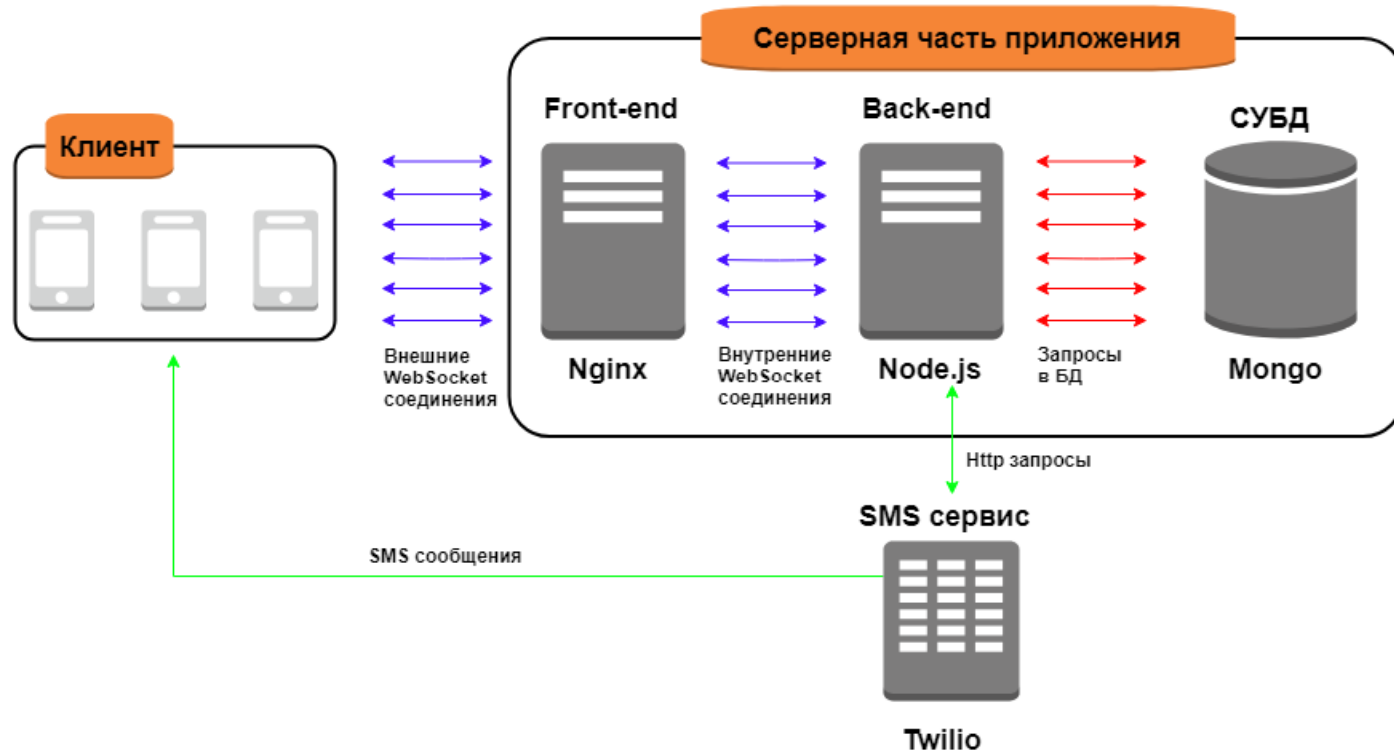 Серверная часть приложения
Клиент
Front-end
Back-end
СУБД
Внешние
WebSocket
соединения
Nginx
Внутренние
WebSocket
соединения
Node.js
Запросы
в БД
Mongo
Http запросы
SMS сервис
SMS сообщения
Twilio